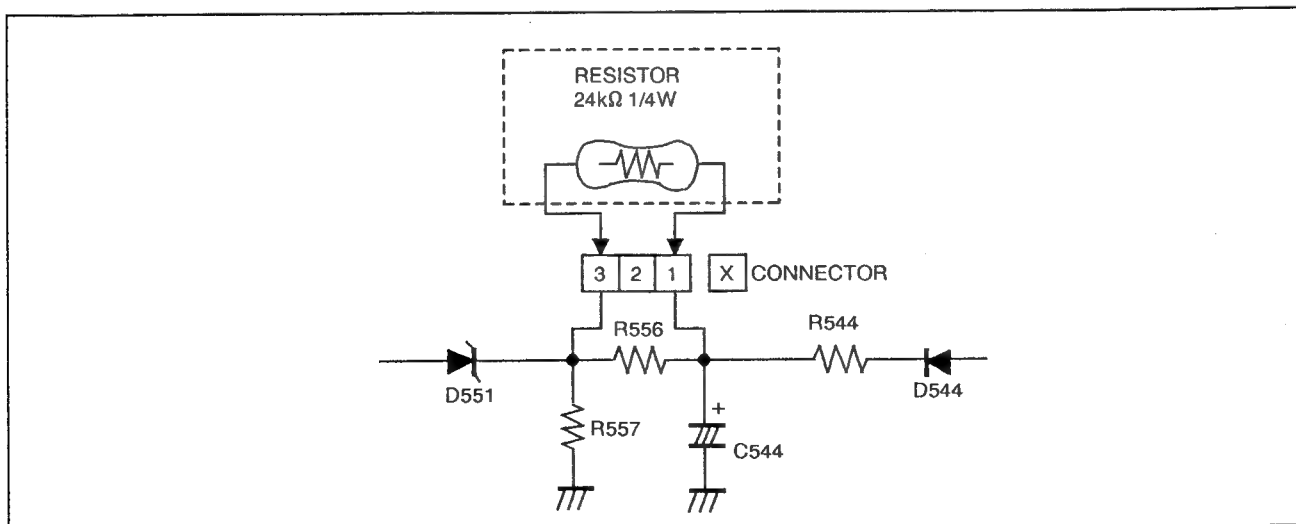 RESISTOR
24kΩ 1/4W
3 2 1 X CONNECTOR
R556
R544
D551
D544
R557
+
C544